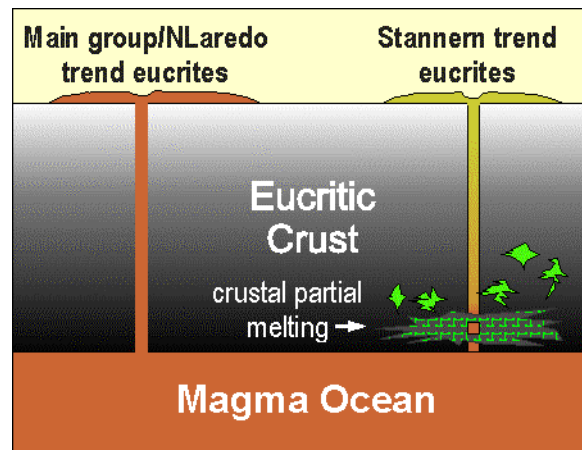 Main group/NLaredo
trend eucrites
Stannern trend
eucrites
Eucritic
Crust
crustal partial
melting
Magma Ocean